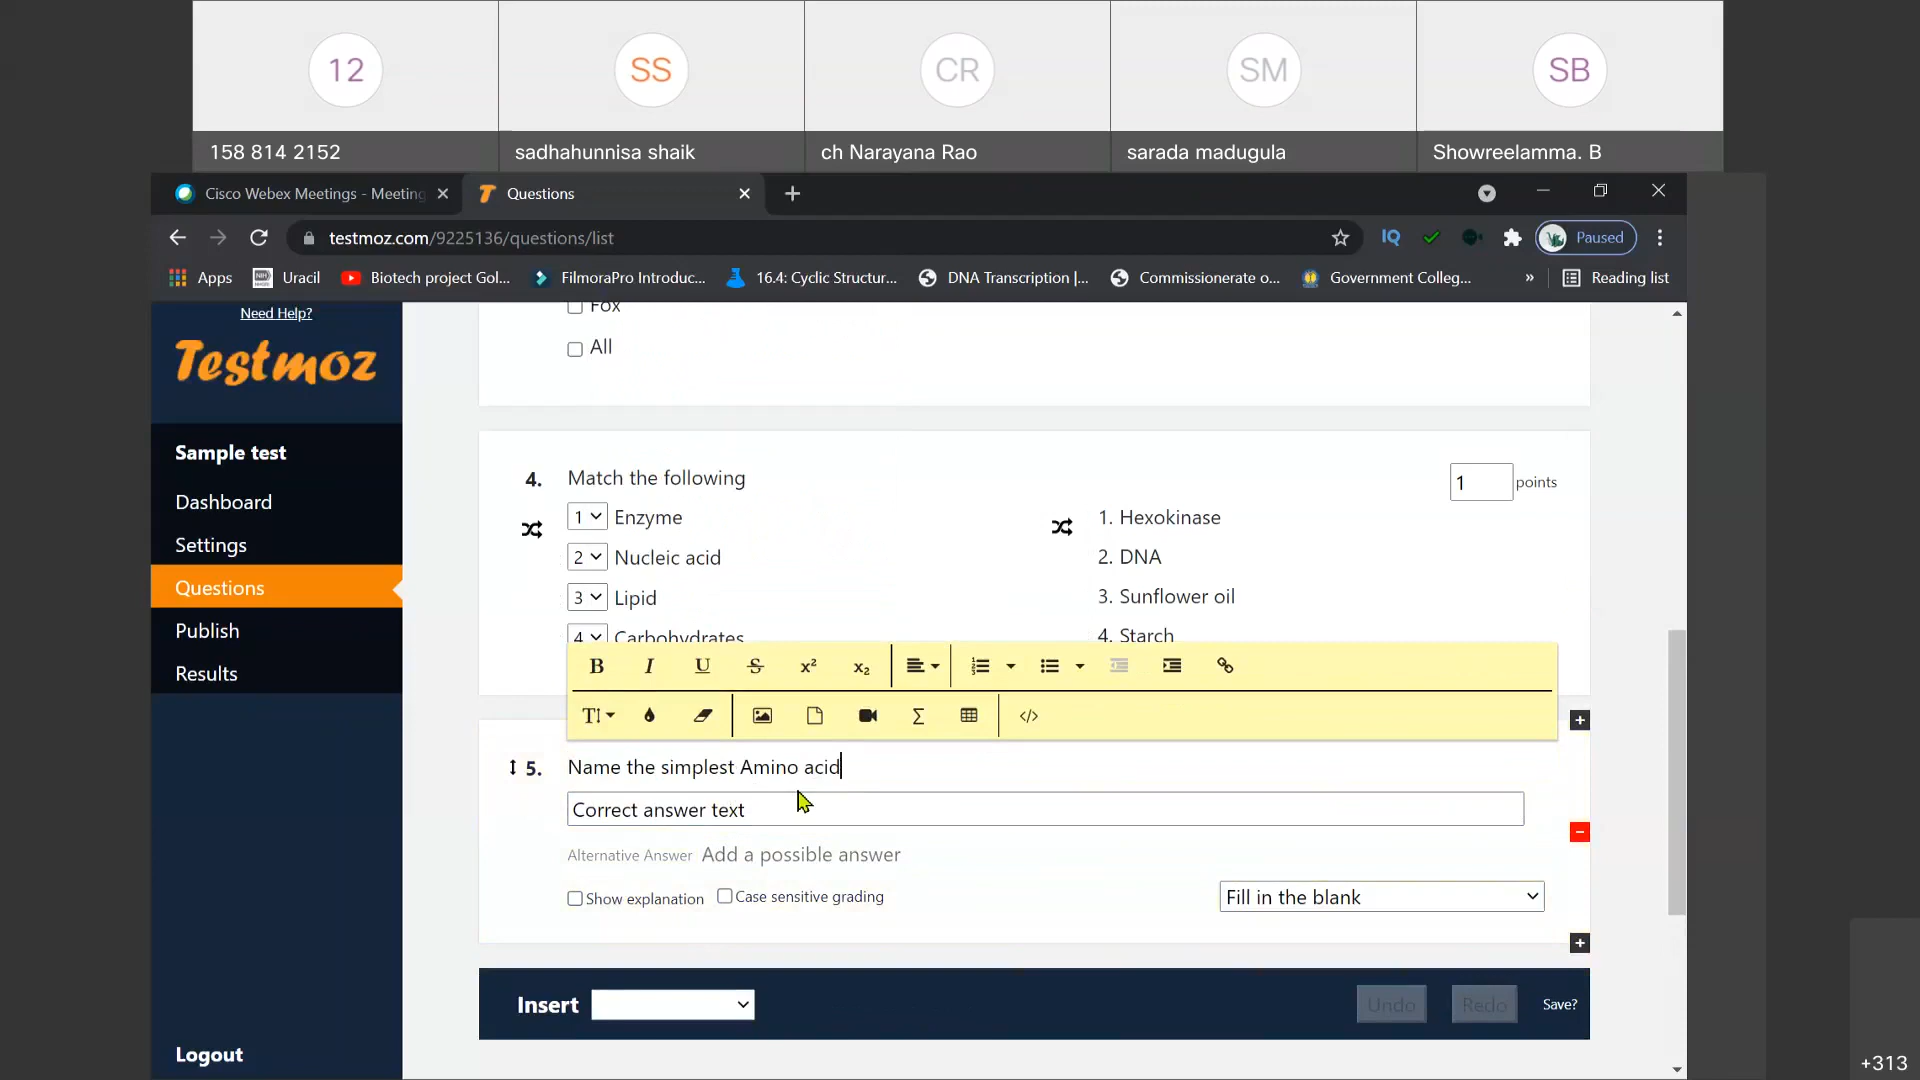 12
SS
CR
SM
SB
158 814 2152
sadhahunnisa shaik
ch Narayana Rao
sarada madugula
Showreelamma. B
Cisco Webex Meetings - Meeting
Questions
testmoz.com/9225136/questions/list
IQ
Paused
Apps
Uracil
Biotech project Gol...
FilmoraPro Introduc...
16.4: Cyclic Structur...
DNA Transcription |...
Commissionerate o...
Government Colleg...
»
Reading list
Need Help?
Testmoz
Sample test
Dashboard
Settings
Questions
Publish
Results
Logout
Fox
All
4. Match the following
1 points
1 Enzyme
1. Hexokinase
2 Nucleic acid
2. DNA
3 Lipid
3. Sunflower oil
4 Carbohydrates
4. Starch
B I U S x² x₂
T Σ </>
5. Name the simplest Amino acid
Correct answer text
Alternative Answer Add a possible answer
Show explanation Case sensitive grading
Fill in the blank
Insert
Undo Redo Save?
+313